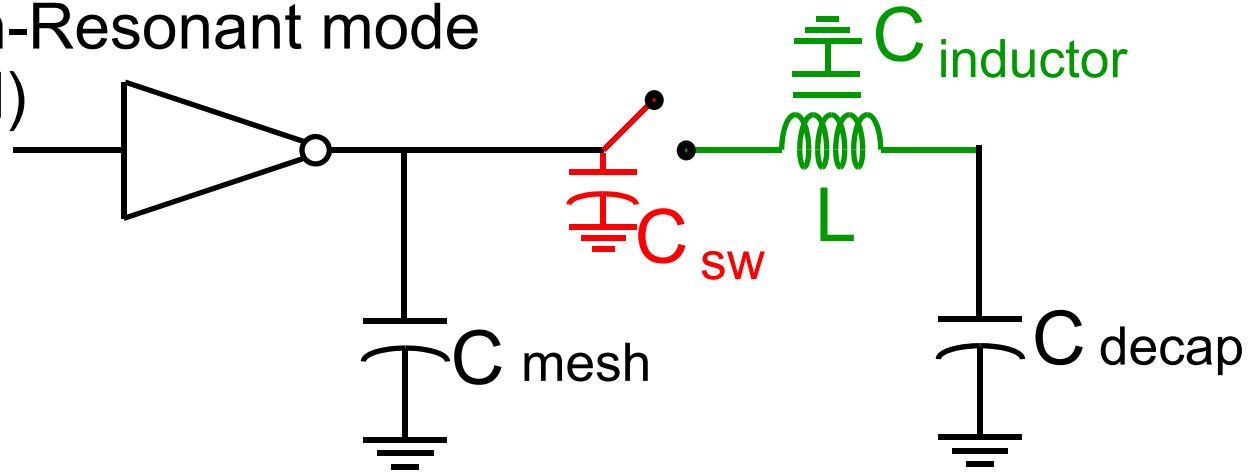 n-Resonant mode
l)
C inductor
L
C sw
C mesh
C decap